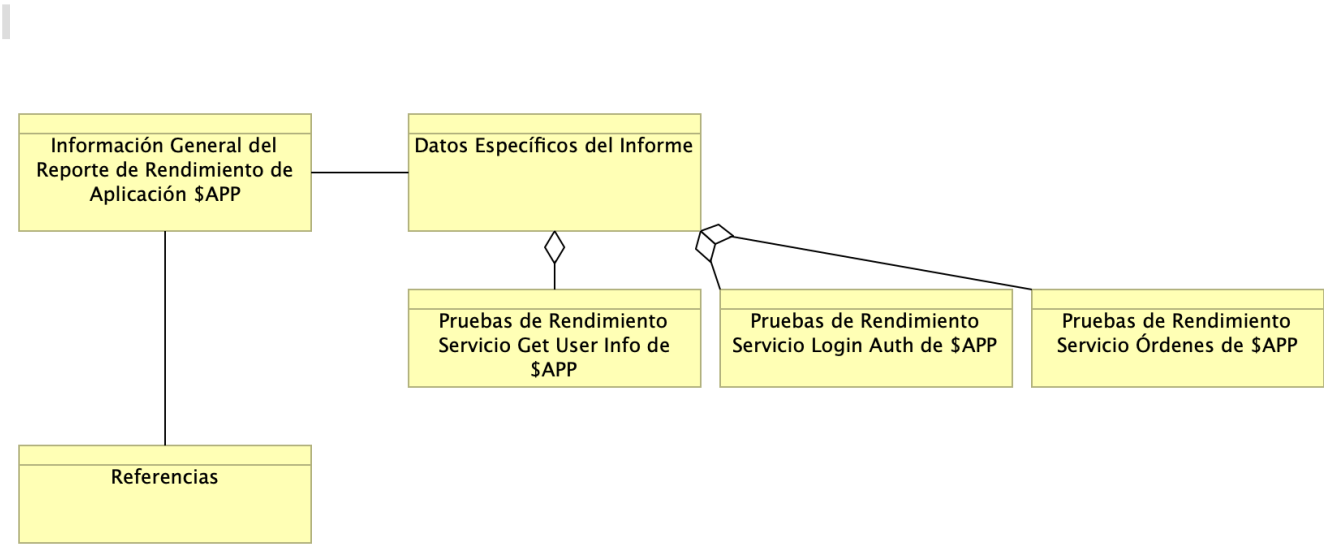 Información General del
Reporte de Rendimiento de
Aplicación $APP
Datos Específicos del Informe
Pruebas de Rendimiento
Servicio Get User Info de
$APP
Pruebas de Rendimiento
Servicio Login Auth de $APP
Pruebas de Rendimiento
Servicio Órdenes de $APP
Referencias